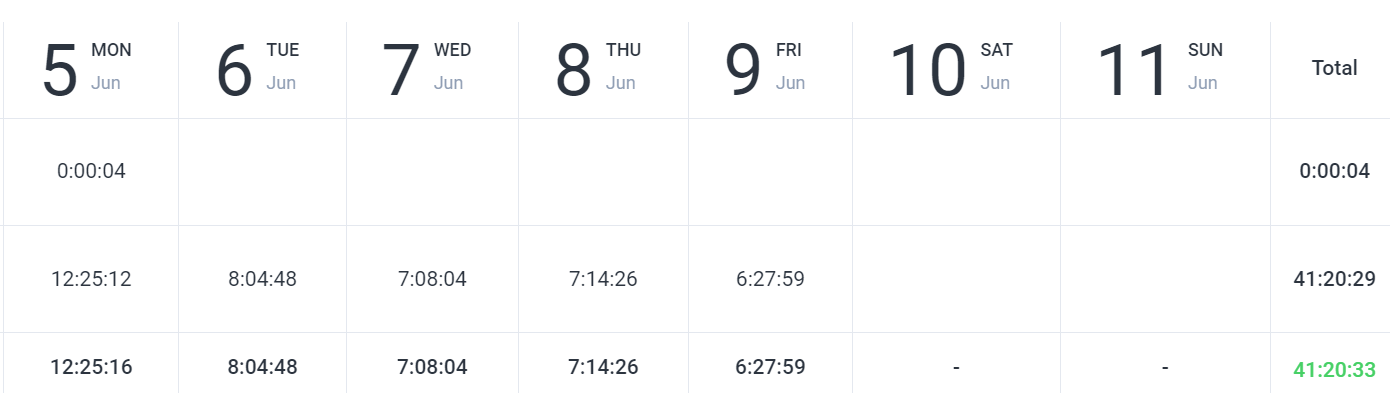 5 MON Jun 6 TUE Jun 7 WED Jun 8 THU Jun 9 FRI Jun 10 SAT Jun 11 SUN Jun Total
0:00:04 0:00:04
12:25:12 8:04:48 7:08:04 7:14:26 6:27:59 41:20:29
12:25:16 8:04:48 7:08:04 7:14:26 6:27:59 - - 41:20:33